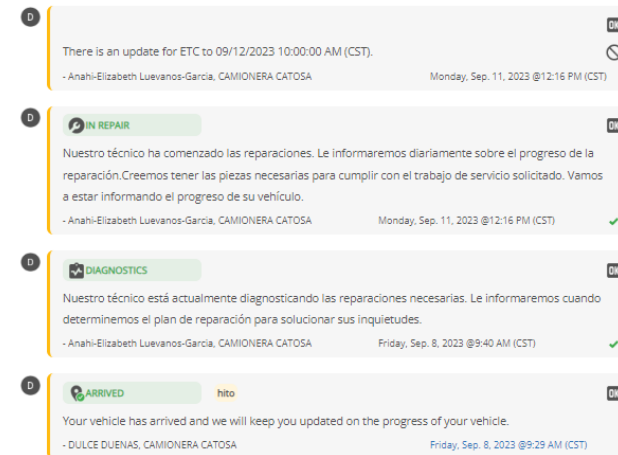 D
There is an update for ETC to 09/12/2023 10:00:00 AM (CST).
- Anahi-Elizabeth Luevanos-Garcia, CAMIONERA CATOSA Monday, Sep. 11, 2023 @12:16 PM (CST)
D
IN REPAIR
Nuestro técnico ha comenzado las reparaciones. Le informaremos diariamente sobre el progreso de la
reparación.Creemos tener las piezas necesarias para cumplir con el trabajo de servicio solicitado. Vamos
a estar informando el progreso de su vehículo.
- Anahi-Elizabeth Luevanos-Garcia, CAMIONERA CATOSA Monday, Sep. 11, 2023 @12:16 PM (CST)
D
DIAGNOSTICS
Nuestro técnico está actualmente diagnosticando las reparaciones necesarias. Le informaremos cuando
determinemos el plan de reparación para solucionar sus inquietudes.
- Anahi-Elizabeth Luevanos-Garcia, CAMIONERA CATOSA Friday, Sep. 8, 2023 @9:40 AM (CST)
D
ARRIVED hito
Your vehicle has arrived and we will keep you updated on the progress of your vehicle.
- DULCE DUENAS, CAMIONERA CATOSA Friday, Sep. 8, 2023 @9:29 AM (CST)